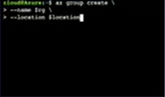 cloud@Azure:~$ az group create \
> --name $rg \
> --location $location